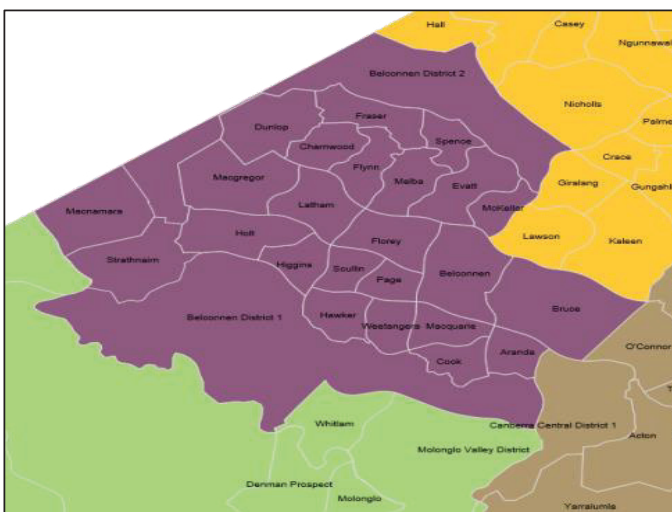 Hall
Casey
Ngunnawal
Belconnen District 2
Nicholls
Fraser
Palme
Dunlop
Spence
Charnwood
Crace
Flynn
Macgregor
Melba
Evatt
Giralang
Gungahl
Latham
McKellar
Macnamara
Holt
Florey
Lawson
Kaleen
Strathnairn
Higgins
Scullin
Belconnen
Page
Bruce
Belconnen District 1
Hawker
Weetangera
Macquarie
O'Connor
Cook
Aranda
T
Whitlam
Canberra Central District 1
Acton
Molonglo Valley District
Denman Prospect
Molonglo
Yarralumla